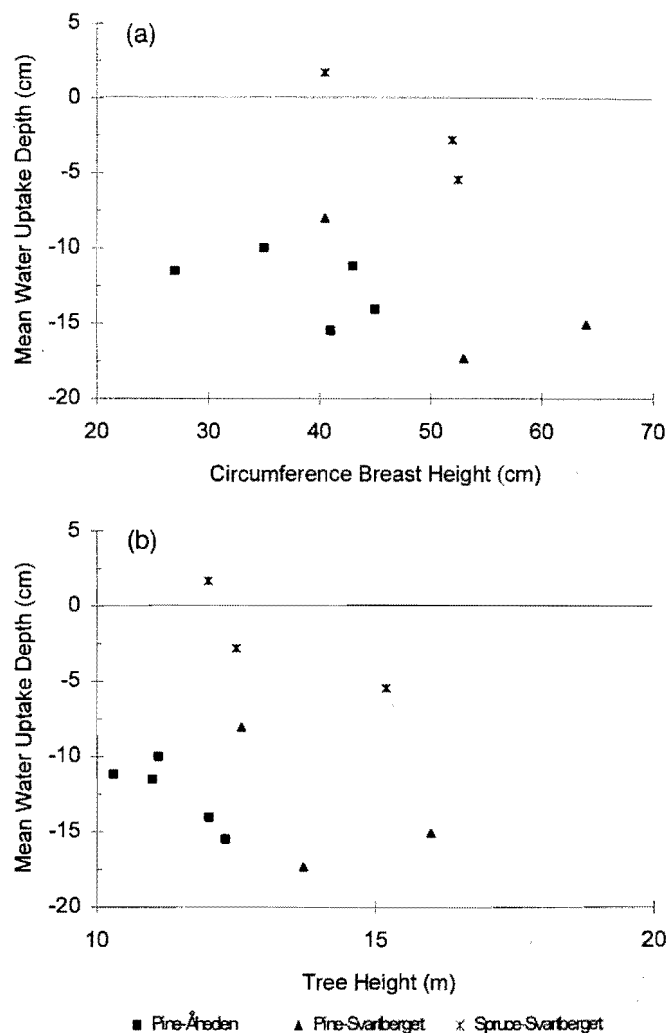 (a)
5
0
-5
-10
-15
-20
Mean Water Uptake Depth (cm)
20 30 40 50 60 70
Circumference Breast Height (cm)
(b)
5
0
-5
-10
-15
-20
Mean Water Uptake Depth (cm)
10 15 20
Tree Height (m)
Pine-Åheden Pine-Svartberget Spruce-Svartberget